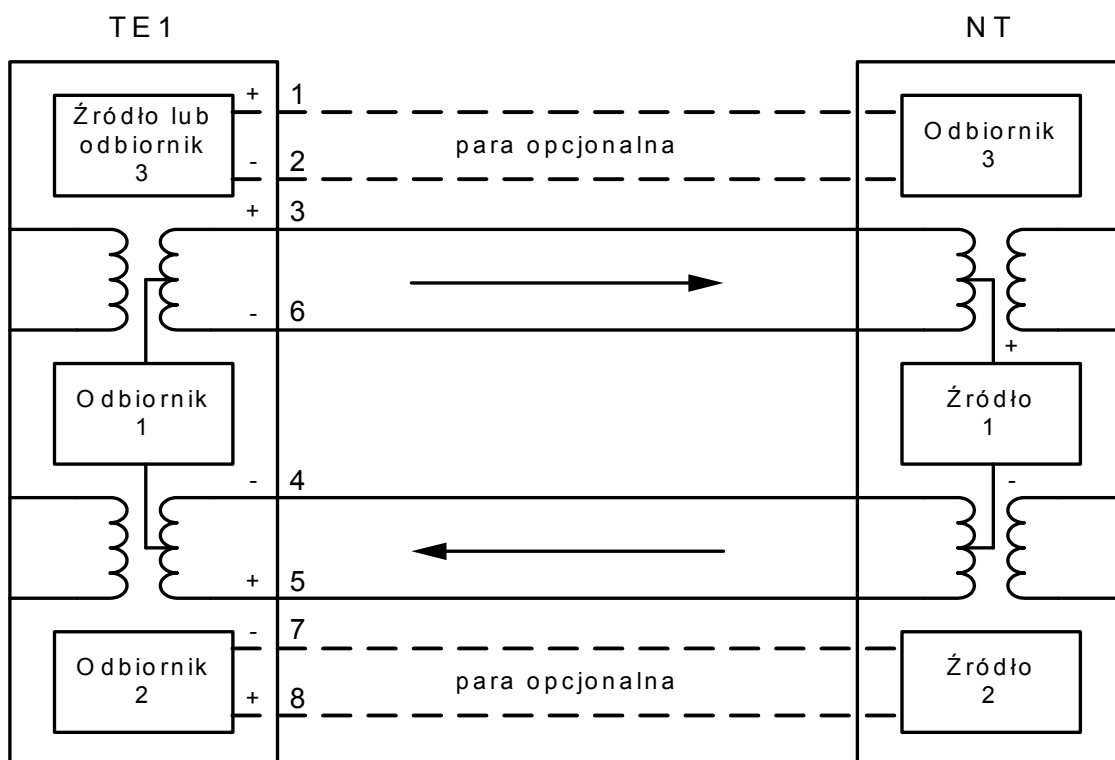 TE1
NT
+ 1
Źródło lub
odbiornik
3
para opcjonalna
Odbiornik
3
- 2
+ 3
- 6
+
Odbiornik
1
Źródło
1
- 4
-
+ 5
- 7
Odbiornik
2
para opcjonalna
Źródło
2
+ 8